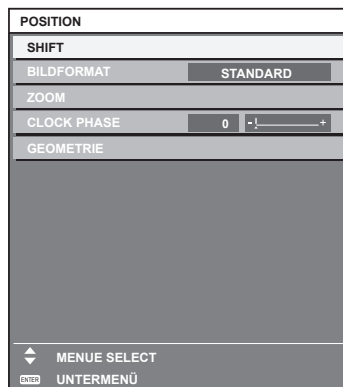 POSITION
SHIFT
BILDFORMAT STANDARD
ZOOM
CLOCK PHASE 0 - +
GEOMETRIE
MENUE SELECT
ENTER UNTERMENÜ